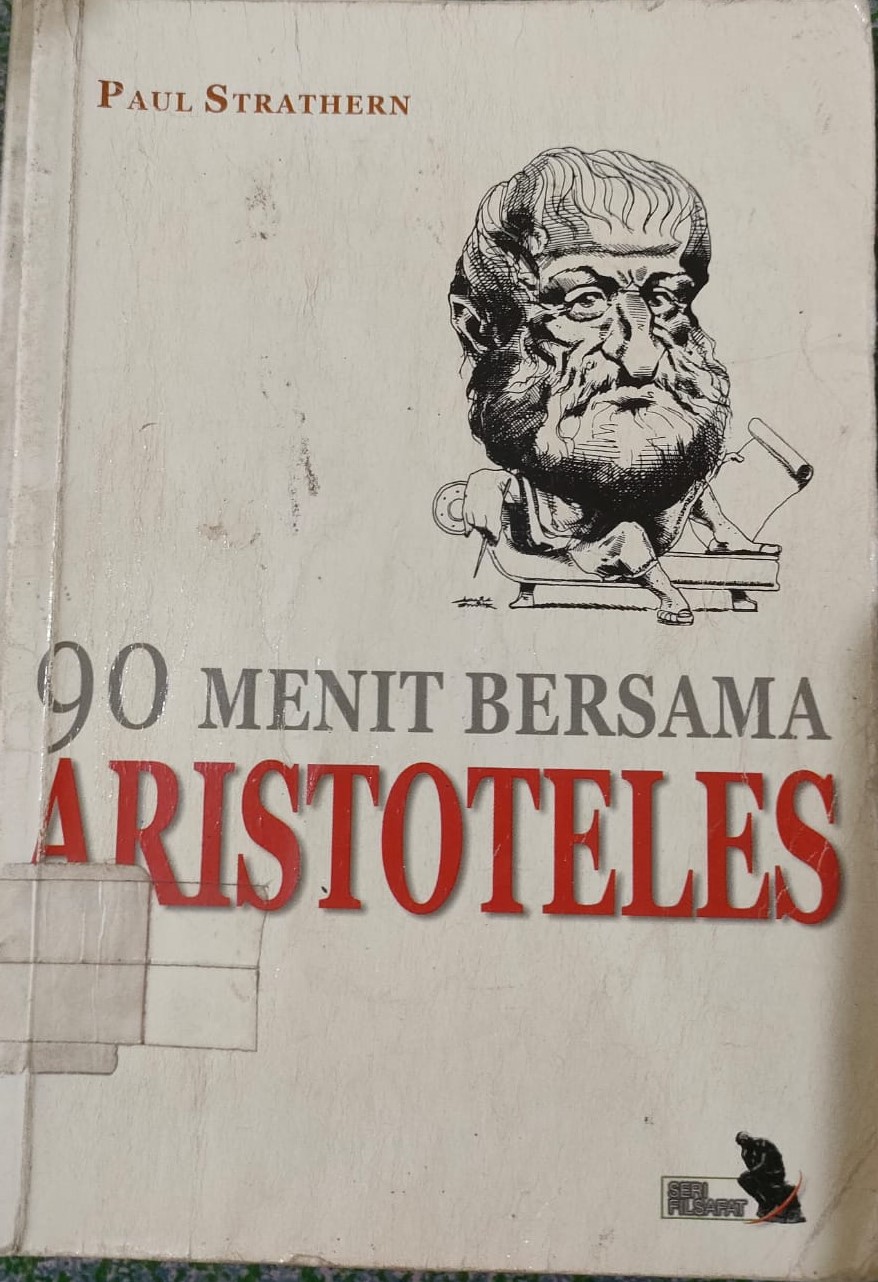 PAUL STRATHERN
90 MENIT BERSAMA
ARISTOTELES
SERI
FILSAFAT